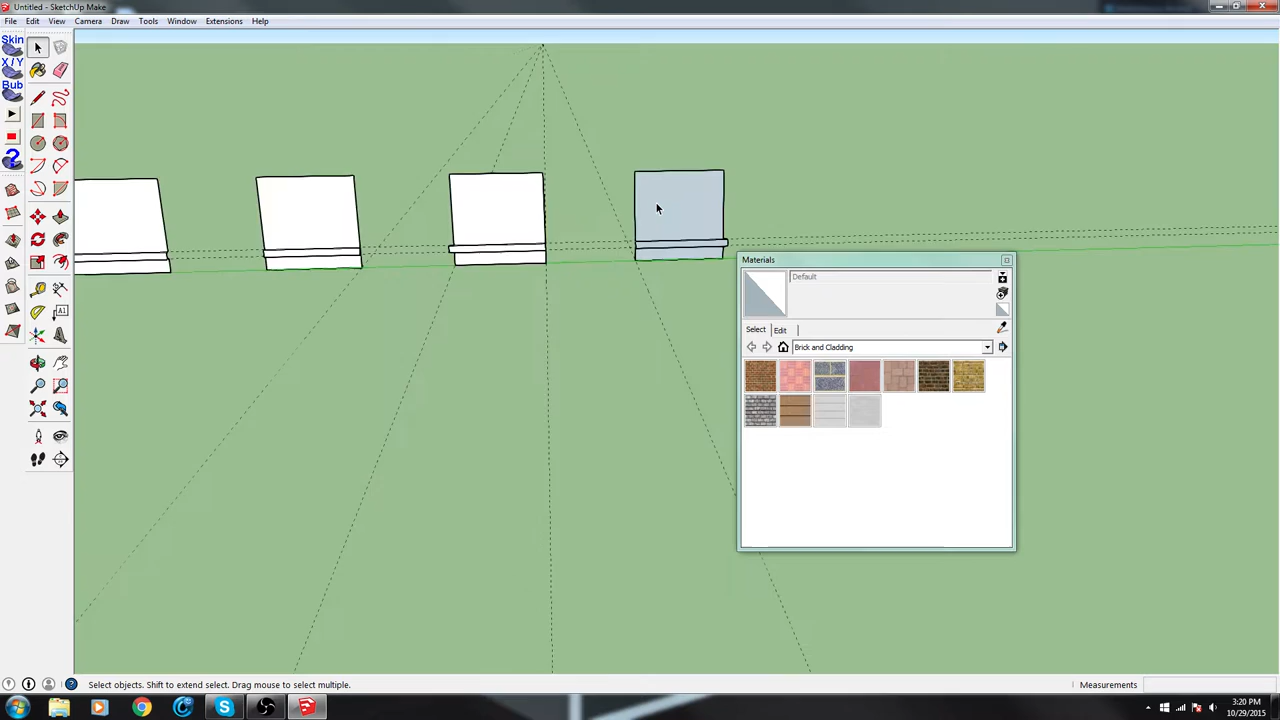 Untitled - SketchUp Make
File Edit View Camera Draw Tools Window Extensions Help
Skin
X / Y
Bub
A1
Materials
Default
Select Edit
Brick and Cladding
Select objects. Shift to extend select. Drag mouse to select multiple.
Measurements
3:20 PM
10/29/2015